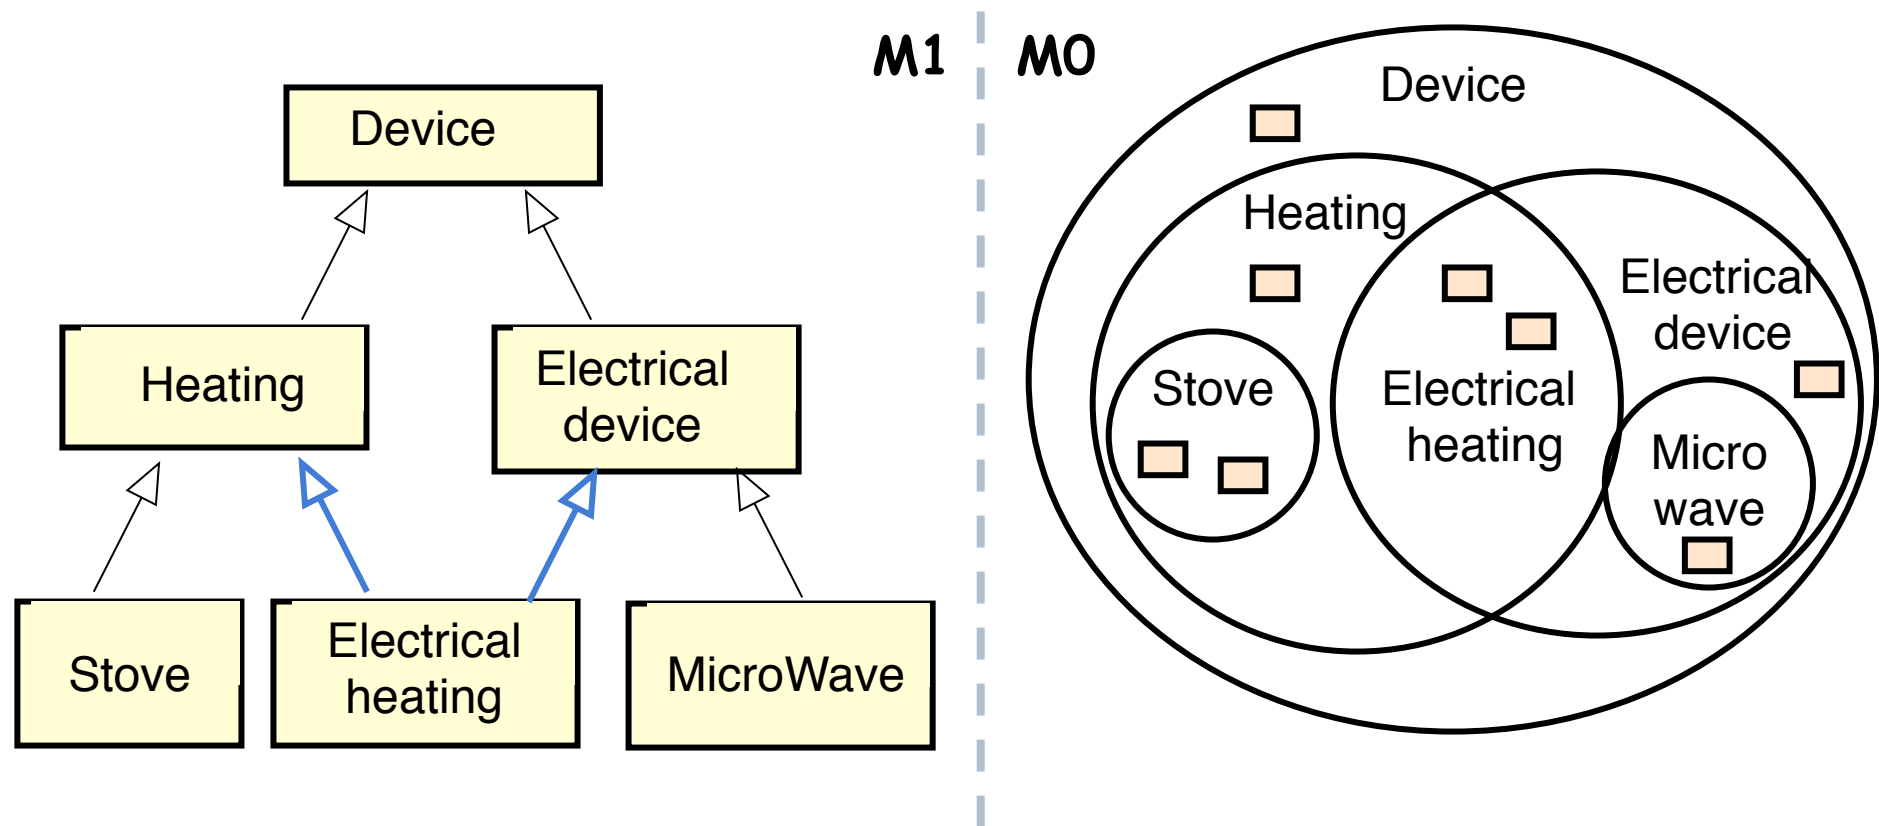 M1
Device
Heating
Electrical
device
Stove
Electrical
heating
MicroWave
M0
Device
Heating
Electrical
device
Stove
Electrical
heating
Micro
wave